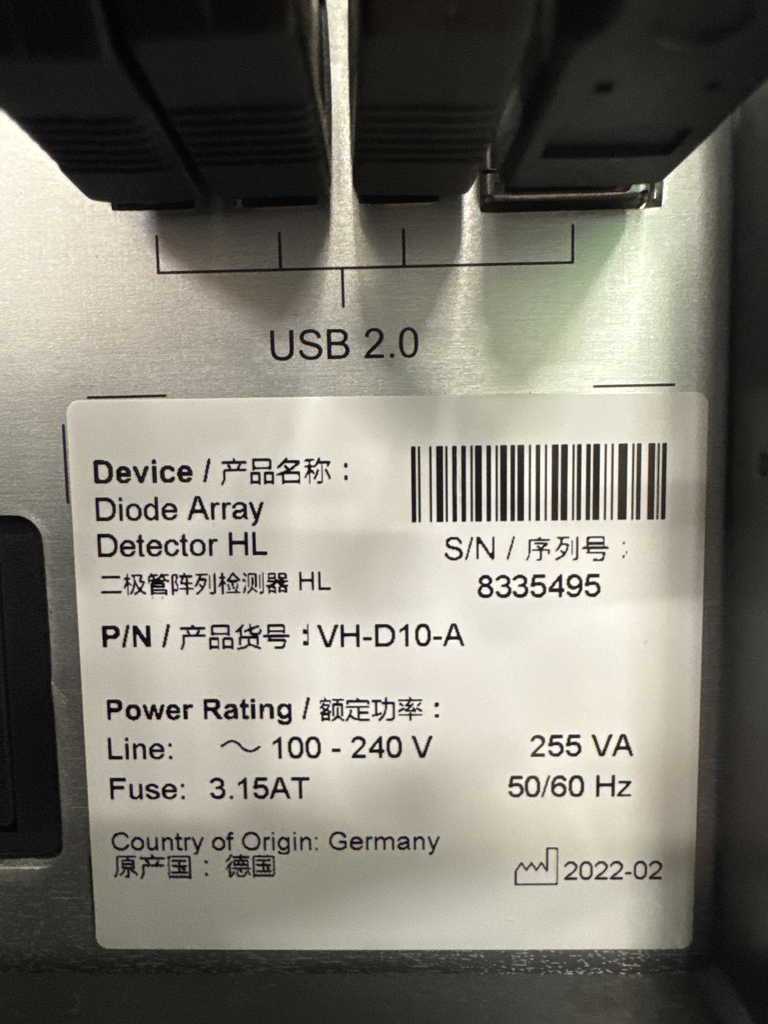 USB 2.0
Device / 产品名称：
Diode Array
Detector HL
二极管阵列检测器 HL
S/N / 序列号：
8335495
P/N / 产品货号：VH-D10-A
Power Rating / 额定功率：
Line: ～ 100 - 240 V 255 VA
Fuse: 3.15AT 50/60 Hz
Country of Origin: Germany
原产国： 德国
2022-02